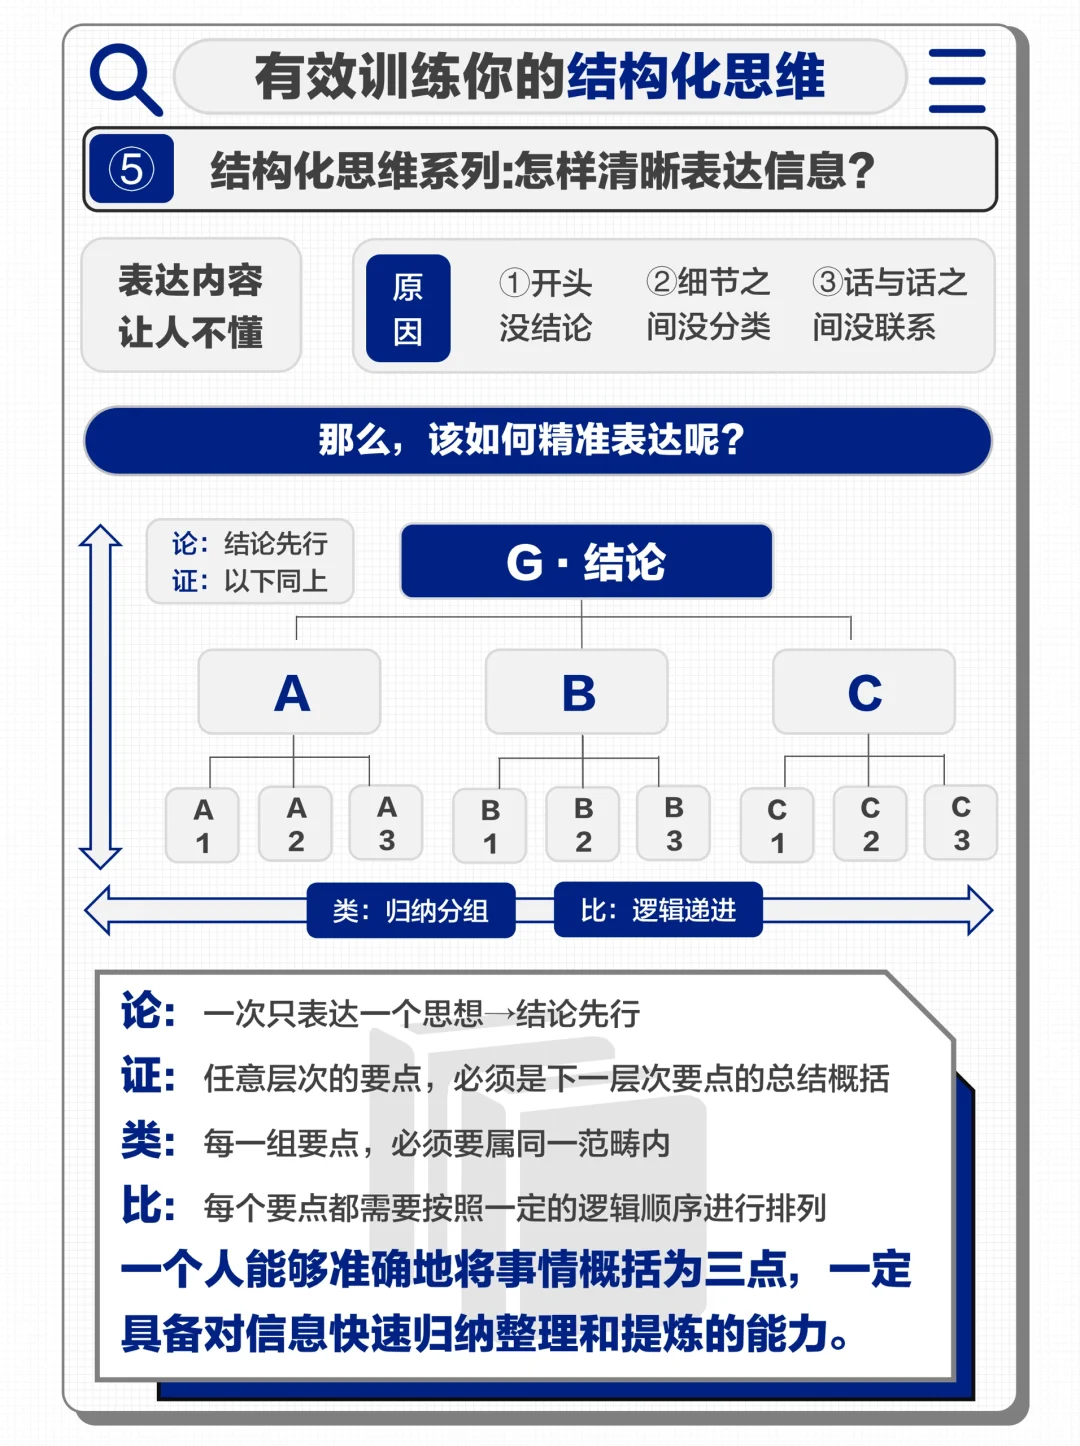 有效训练你的结构化思维
⑤ 结构化思维系列:怎样清晰表达信息?
表达内容
让人不懂
原
因
①开头
没结论
②细节之
间没分类
③话与话之
间没联系
那么，该如何精准表达呢?
论：结论先行
证：以下同上
G·结论
A
B
C
A
1
A
2
A
3
B
1
B
2
B
3
C
1
C
2
C
3
类：归纳分组
比：逻辑递进
论：一次只表达一个思想→结论先行
证：任意层次的要点，必须是下一层次要点的总结概括
类：每一组要点，必须要属同一范畴内
比：每个要点都需要按照一定的逻辑顺序进行排列
一个人能够准确地将事情概括为三点，一定
具备对信息快速归纳整理和提炼的能力。